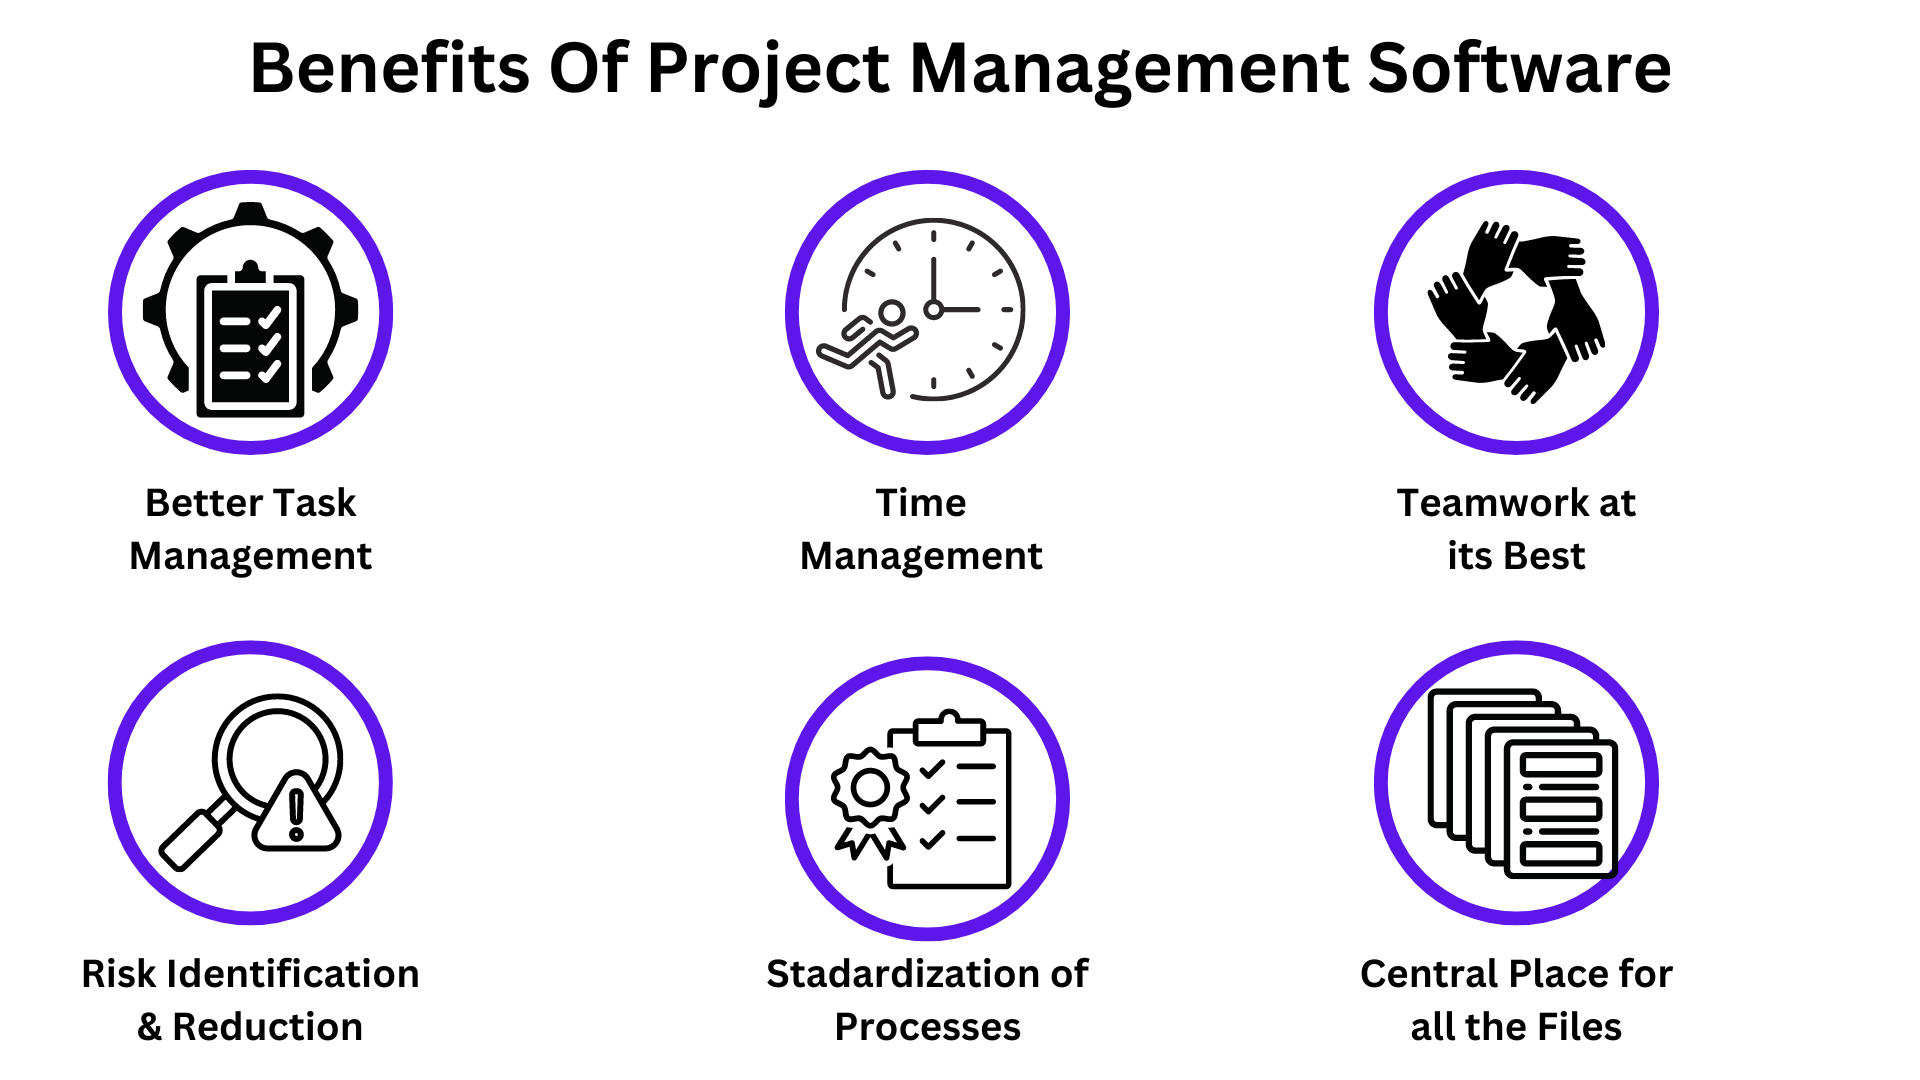 Benefits Of Project Management Software
Better Task
Management
Time
Management
Teamwork at
its Best
Risk Identification
& Reduction
Stadardization of
Processes
Central Place for
all the Files